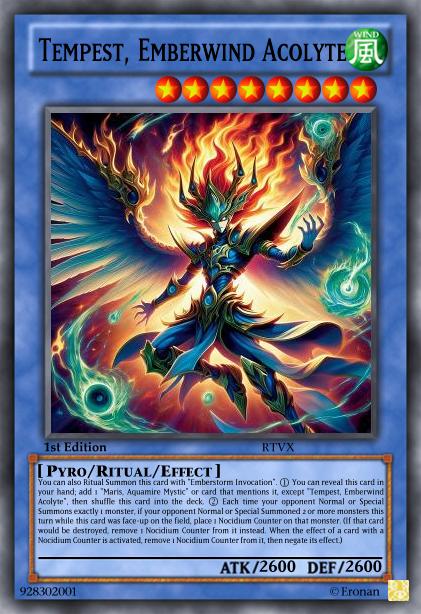 Tempest, Emberwind Acolyte
WIND
風
1st Edition RTVX
[ Pyro/Ritual/Effect ]
You can also Ritual Summon this card with "Emberstorm Invocation". ① You can reveal this card in
your hand; add 1 "Maris, Aquamire Mystic" or card that mentions it, except "Tempest, Emberwind
Acolyte", then shuffle this card into the deck. ② Each time your opponent Normal or Special
Summons exactly 1 monster, if your opponent Normal or Special Summoned 2 or more monsters this
turn while this card was face-up on the field, place 1 Nocidium Counter on that monster. (If that card
would be destroyed, remove 1 Nocidium Counter from it instead. When the effect of a card with a
Nocidium Counter is activated, remove 1 Nocidium Counter from it, then negate its effect.)
ATK/2600 DEF/2600
928302001 © Eronan